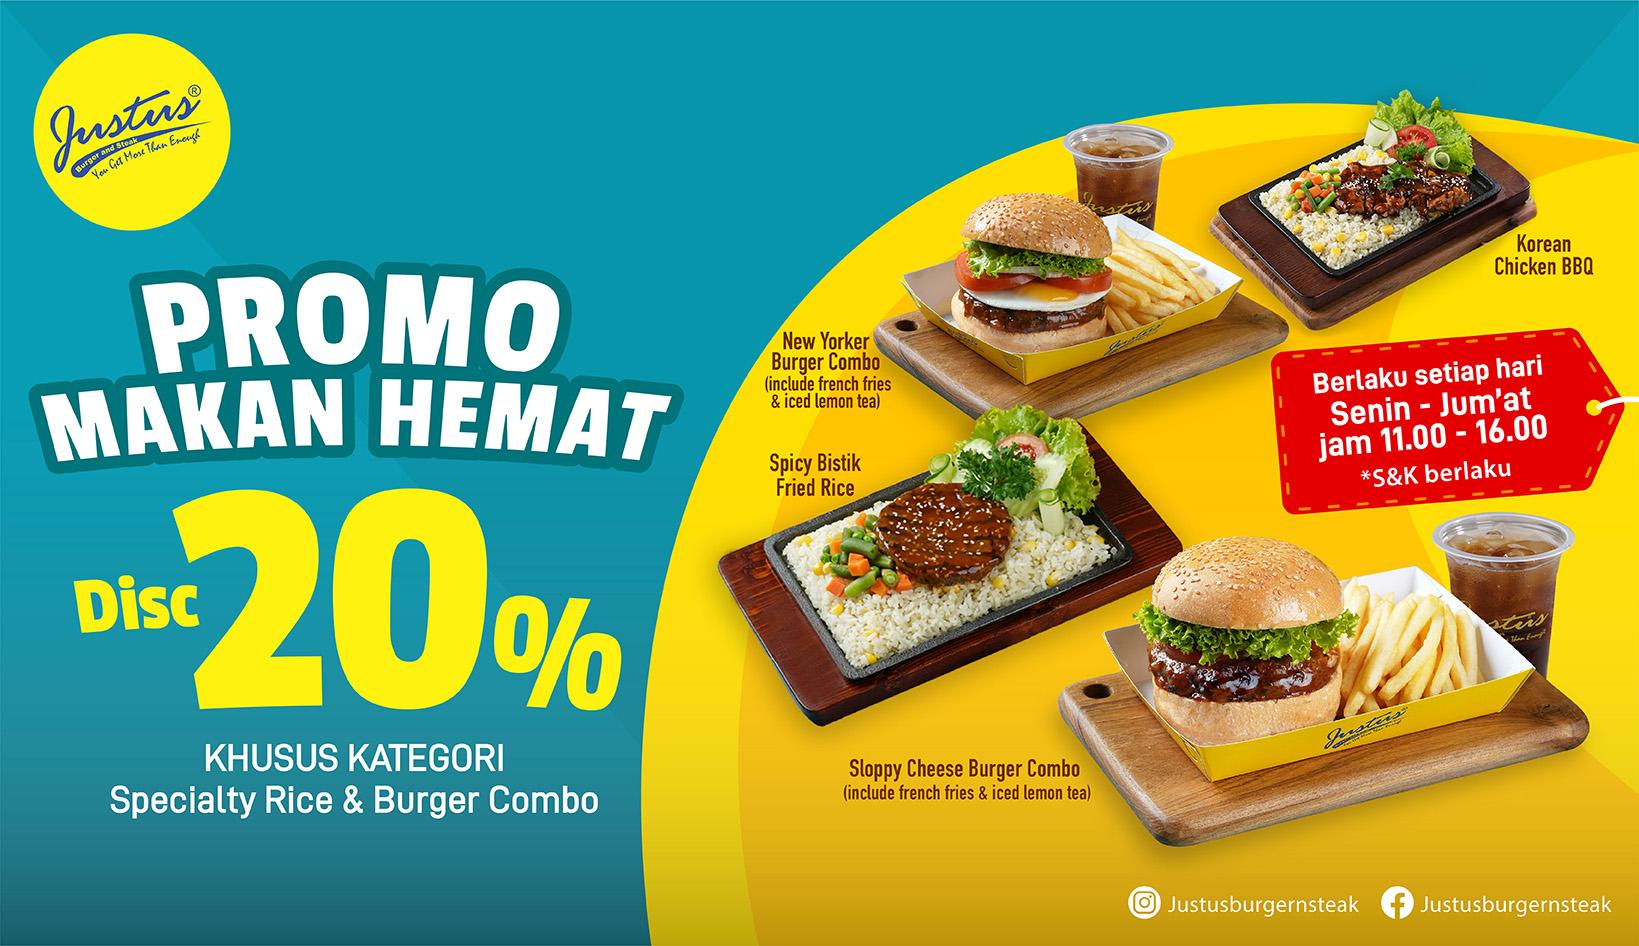 Justus®
Burger and Steak
You Get More Than Enough
PROMO
MAKAN HEMAT
Disc 20%
KHUSUS KATEGORI
Specialty Rice & Burger Combo
Justus
Korean
Chicken BBQ
New Yorker
Burger Combo
(include french fries
& iced lemon tea)
Justus
Berlaku setiap hari
Senin - Jum'at
jam 11.00 - 16.00
*S&K berlaku
Spicy Bistik
Fried Rice
Justus
Sloppy Cheese Burger Combo
(include french fries & iced lemon tea)
Justusburgernsteak
Justusburgernsteak